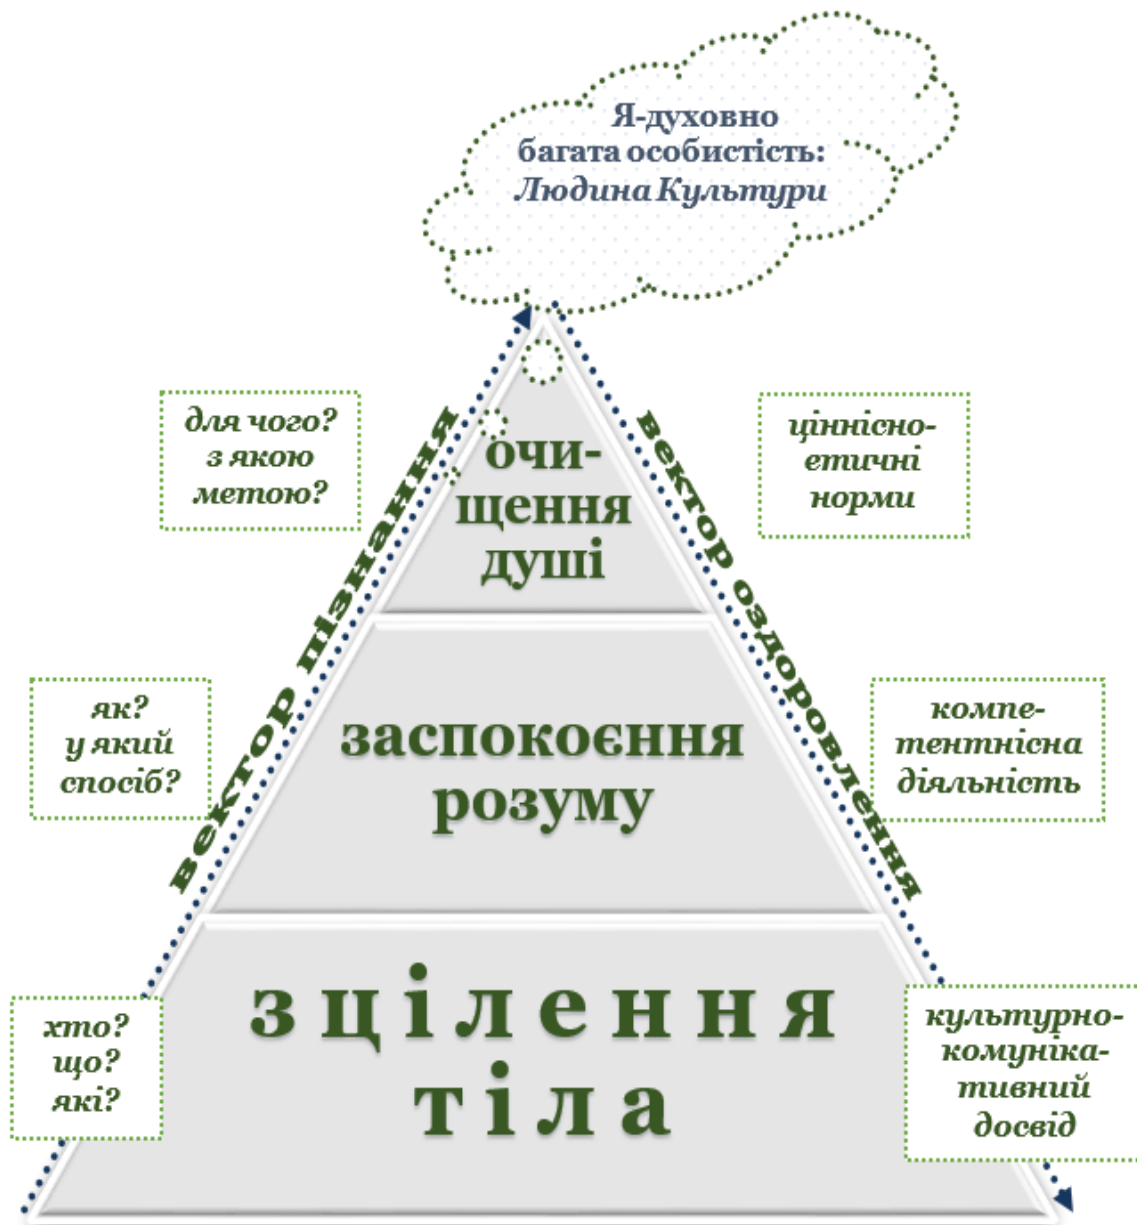 Я-духовно
багата особистість:
Людина Культури
для чого?
з якою
метою?
вектор пізнання
очи-
щення
душі
вектор оздоровлення
ціннісно-
етичні
норми
як?
у який
спосіб?
заспокоєння
розуму
компе-
тентнісна
діяльність
хто?
що?
які?
зцілення
тіла
культурно-
комуніка-
тивний
досвід